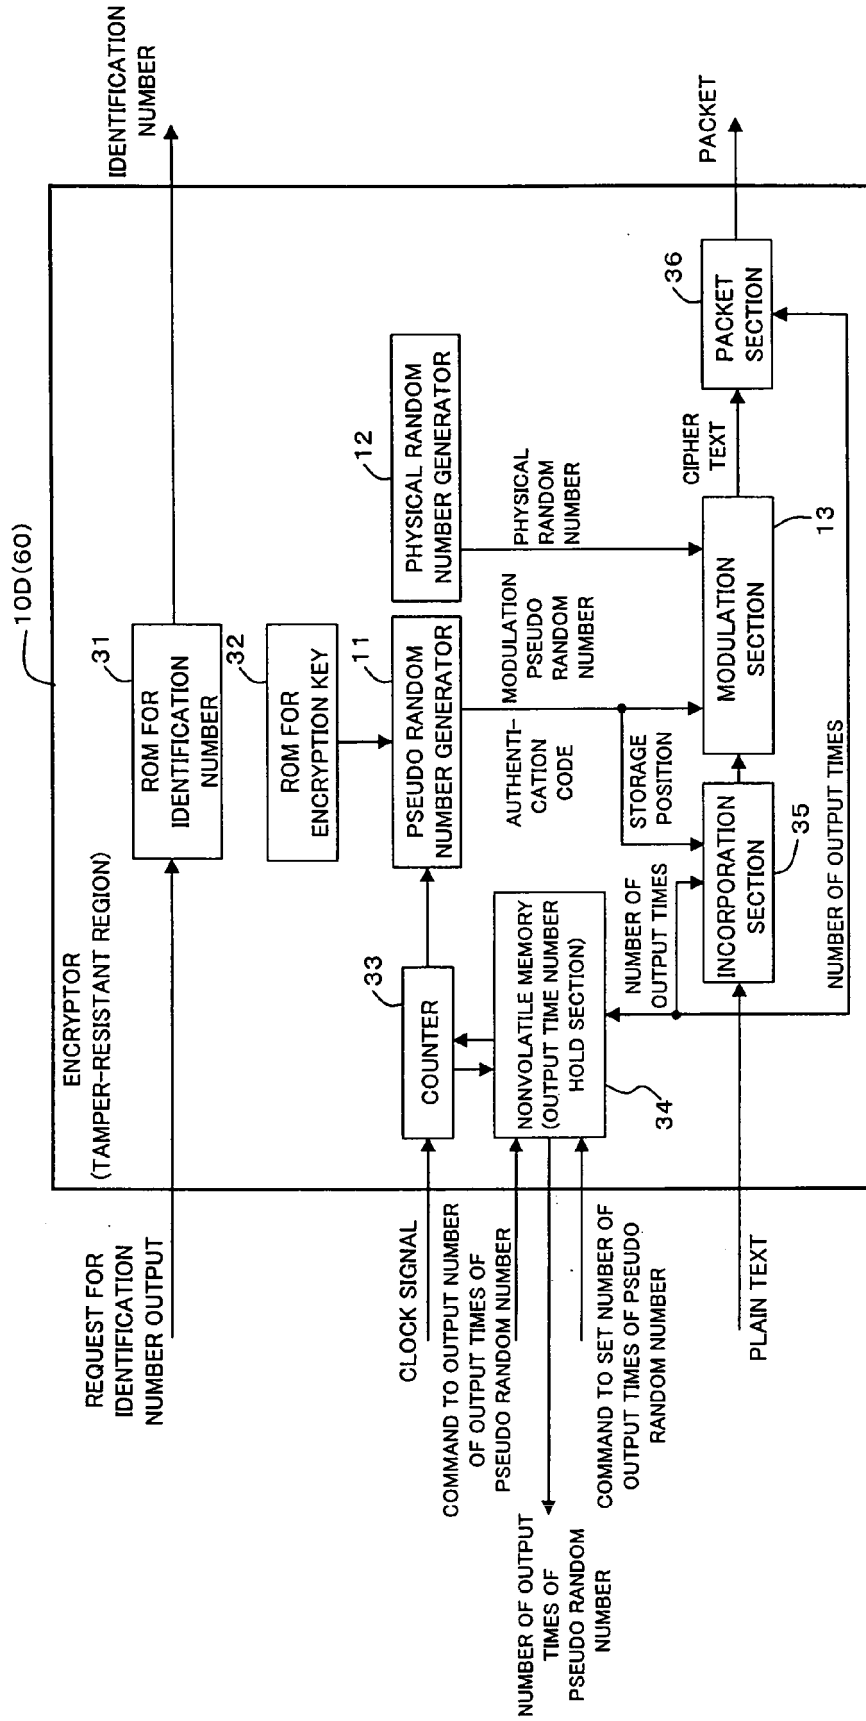 10D(60)
ENCRYPTOR
(TAMPER-RESISTANT REGION)
REQUEST FOR
IDENTIFICATION
NUMBER OUTPUT
31
ROM FOR
IDENTIFICATION
NUMBER
IDENTIFICATION
NUMBER
32
ROM FOR
ENCRYPTION KEY
CLOCK SIGNAL
33
COUNTER
11
PSEUDO RANDOM
NUMBER GENERATOR
12
PHYSICAL RANDOM
NUMBER GENERATOR
COMMAND TO OUTPUT NUMBER
OF OUTPUT TIMES OF
PSEUDO RANDOM NUMBER
NUMBER OF OUTPUT
TIMES OF
PSEUDO RANDOM
NUMBER
COMMAND TO SET NUMBER OF
OUTPUT TIMES OF PSEUDO
RANDOM NUMBER
NONVOLATILE MEMORY
(OUTPUT TIME NUMBER
HOLD SECTION)
34
AUTHENTI-
CATION
CODE
MODULATION
PSEUDO
RANDOM
NUMBER
PHYSICAL
RANDOM
NUMBER
NUMBER OF
OUTPUT TIMES
STORAGE
POSITION
PLAIN TEXT
INCORPORATION
SECTION
35
MODULATION
SECTION
13
CIPHER
TEXT
36
PACKET
SECTION
PACKET
NUMBER OF OUTPUT TIMES